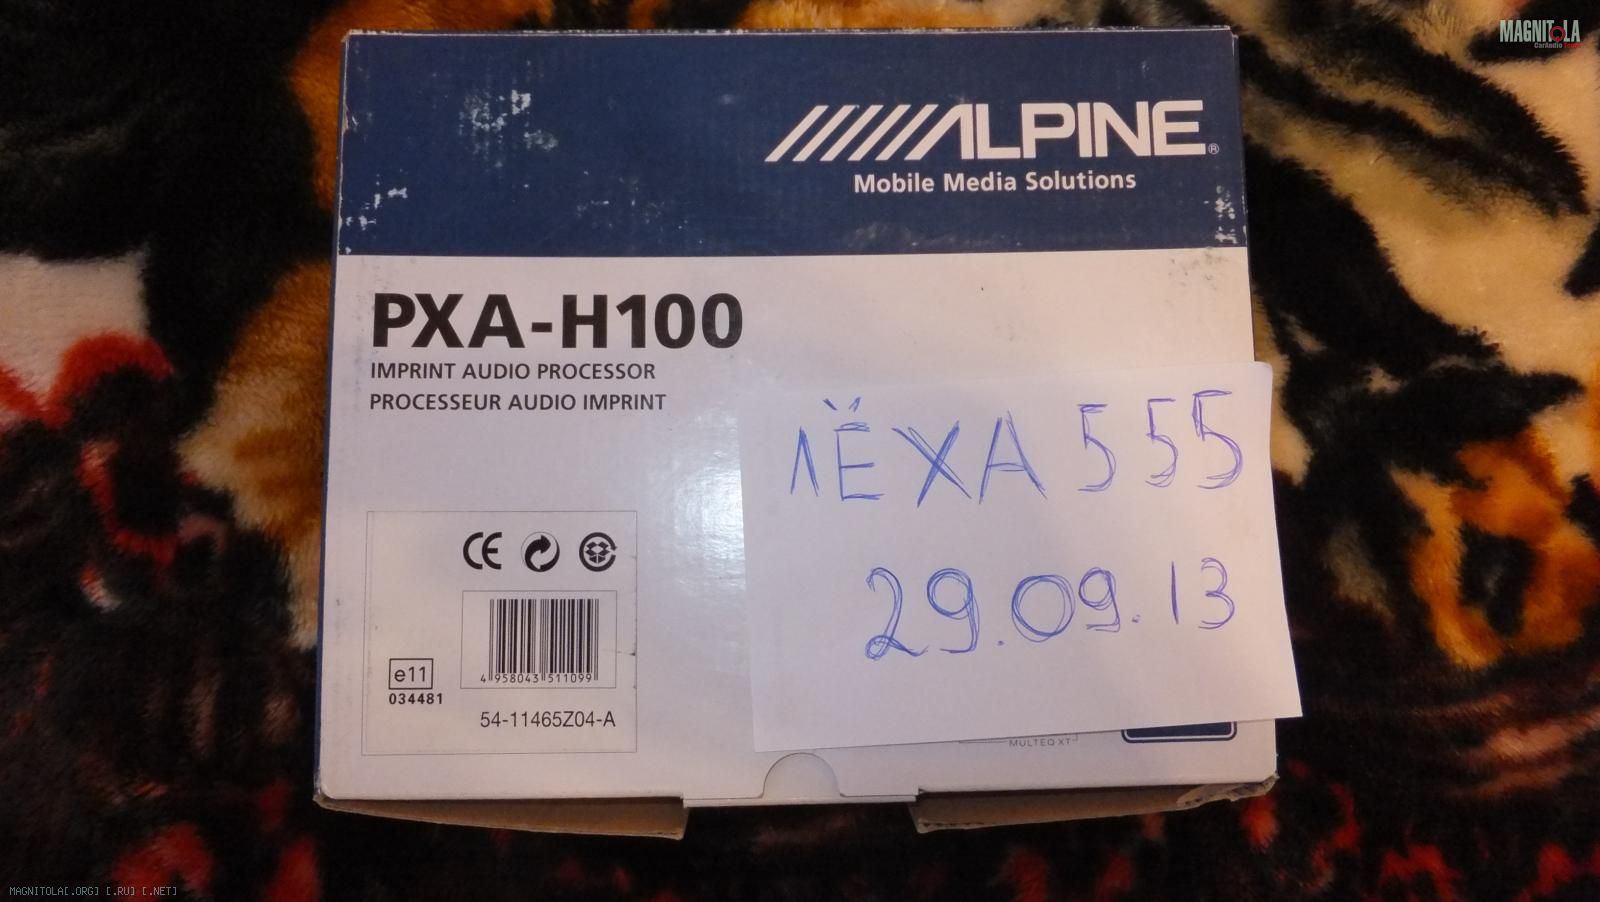 MAGNITOLA
CarAudio
ALPINE®
Mobile Media Solutions
PXA-H100
IMPRINT AUDIO PROCESSOR
PROCESSEUR AUDIO IMPRINT
ЛЁХА 555
29.09.13
CE
4 958043 511099
e11
034481
54-11465Z04-A
MULTEQ XT
MAGNITOLA[.ORG] [.RU] [.NET]